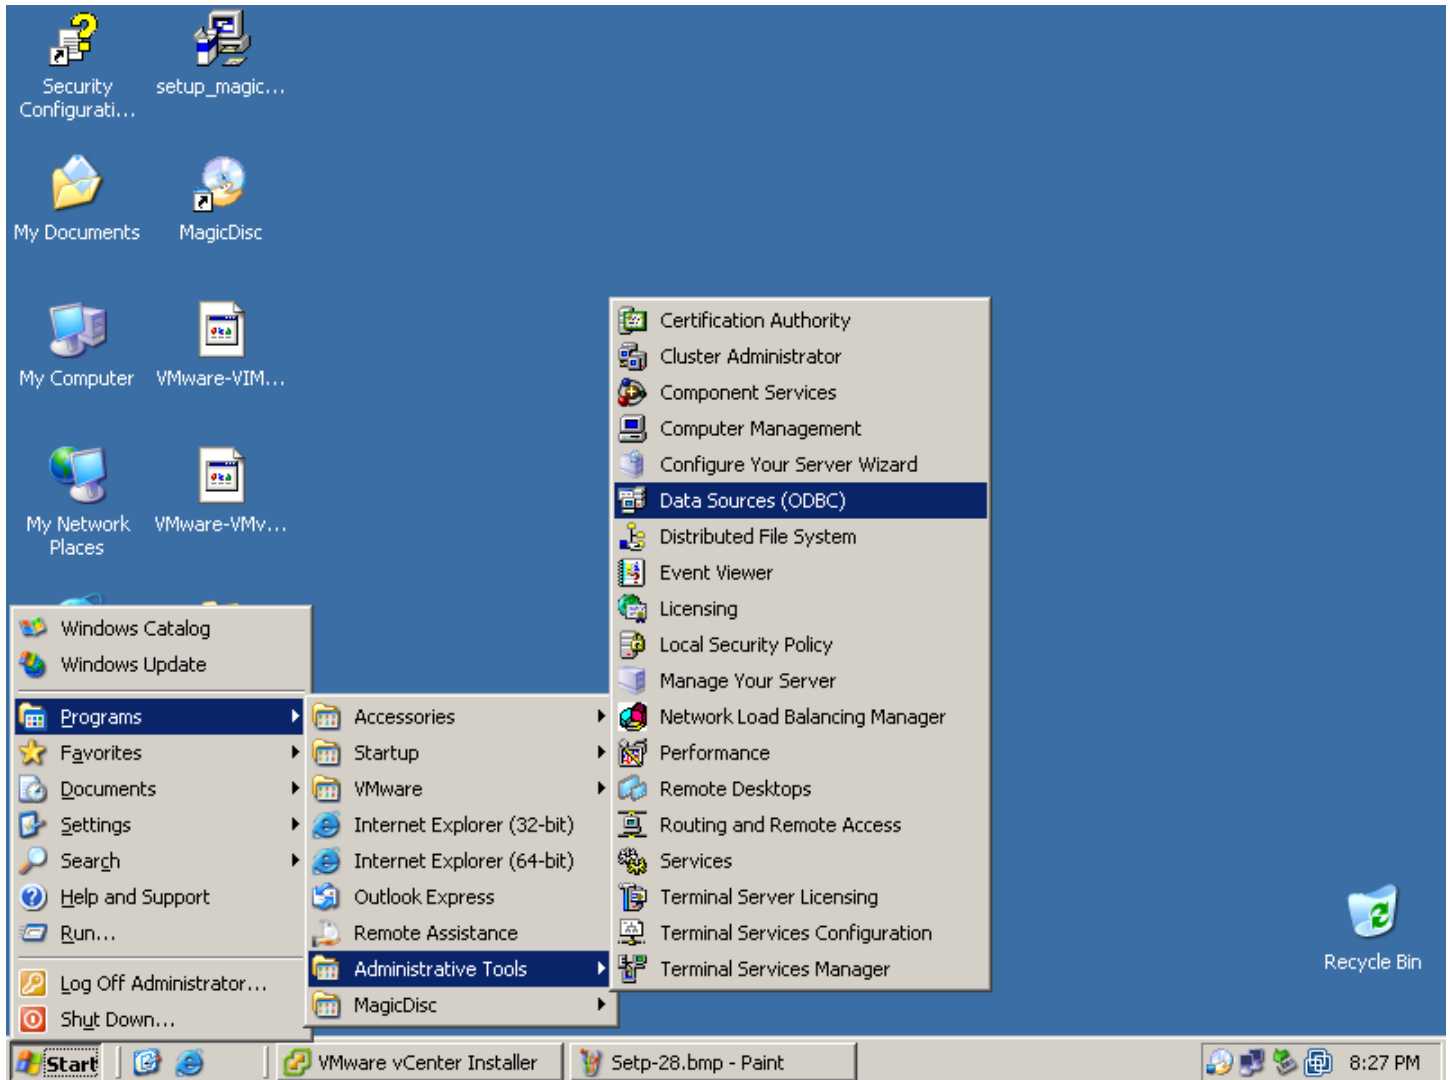 Security
Configurati...
setup_magic...
My Documents
MagicDisc
My Computer
VMware-VIM...
My Network
Places
VMware-VMv...
Windows Catalog
Windows Update
Programs
Favorites
Documents
Settings
Search
Help and Support
Run...
Log Off Administrator...
Shut Down...
Accessories
Startup
VMware
Internet Explorer (32-bit)
Internet Explorer (64-bit)
Outlook Express
Remote Assistance
Administrative Tools
MagicDisc
Certification Authority
Cluster Administrator
Component Services
Computer Management
Configure Your Server Wizard
Data Sources (ODBC)
Distributed File System
Event Viewer
Licensing
Local Security Policy
Manage Your Server
Network Load Balancing Manager
Performance
Remote Desktops
Routing and Remote Access
Services
Terminal Server Licensing
Terminal Services Configuration
Terminal Services Manager
Recycle Bin
Start
VMware vCenter Installer
Setp-28.bmp - Paint
8:27 PM